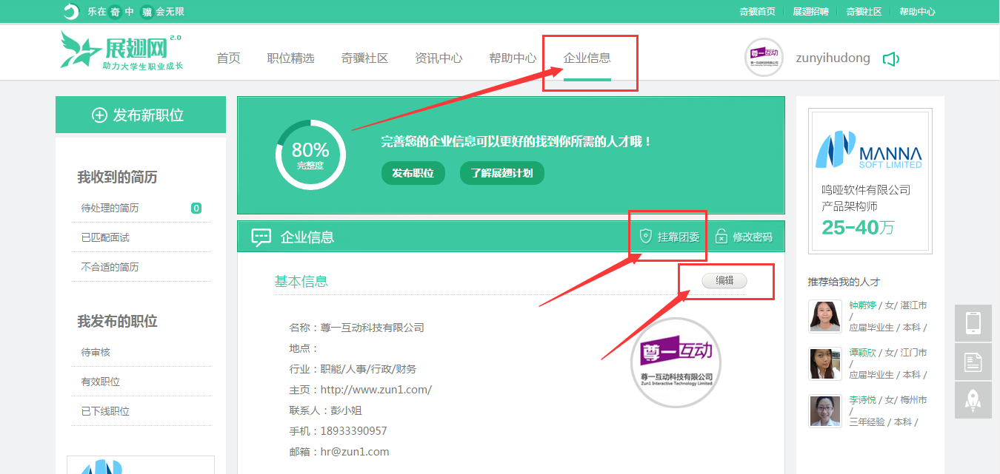 乐在奇中 骥会无限
奇骥首页 展翅招聘 奇骥社区 帮助中心
展翅网 2.0
助力大学生职业成长
首页 职位精选 奇骥社区 资讯中心 帮助中心 企业信息
尊一互动
zunyihudong
发布新职位
我收到的简历
待处理的简历 0
已匹配面试
不合适的简历
我发布的职位
待审核
有效职位
已下线职位
80%
完整度
完善您的企业信息可以更好的找到你所需的人才哦！
发布职位 了解展翅计划
企业信息 挂靠团委 修改密码
基本信息 编辑
名称：尊一互动科技有限公司
地点：
行业：职能/人事/行政/财务
主页：http://www.zun1.com/
联系人：彭小姐
手机：18933390957
邮箱：hr@zun1.com
尊一互动
尊一互动科技有限公司
Zun1 Interactive Technology Limited
MANNA
SOFT LIMITED
鸣哑软件有限公司
产品架构师
25-40万
推荐给我的人才
钟蔚婷 / 女/ 湛江市
/
应届毕业生 / 本科 /
谭颖欣 / 女/ 江门市
/
应届毕业生 / 本科 /
李诗悦 / 女/ 梅州市
/
三年经验 / 本科 /